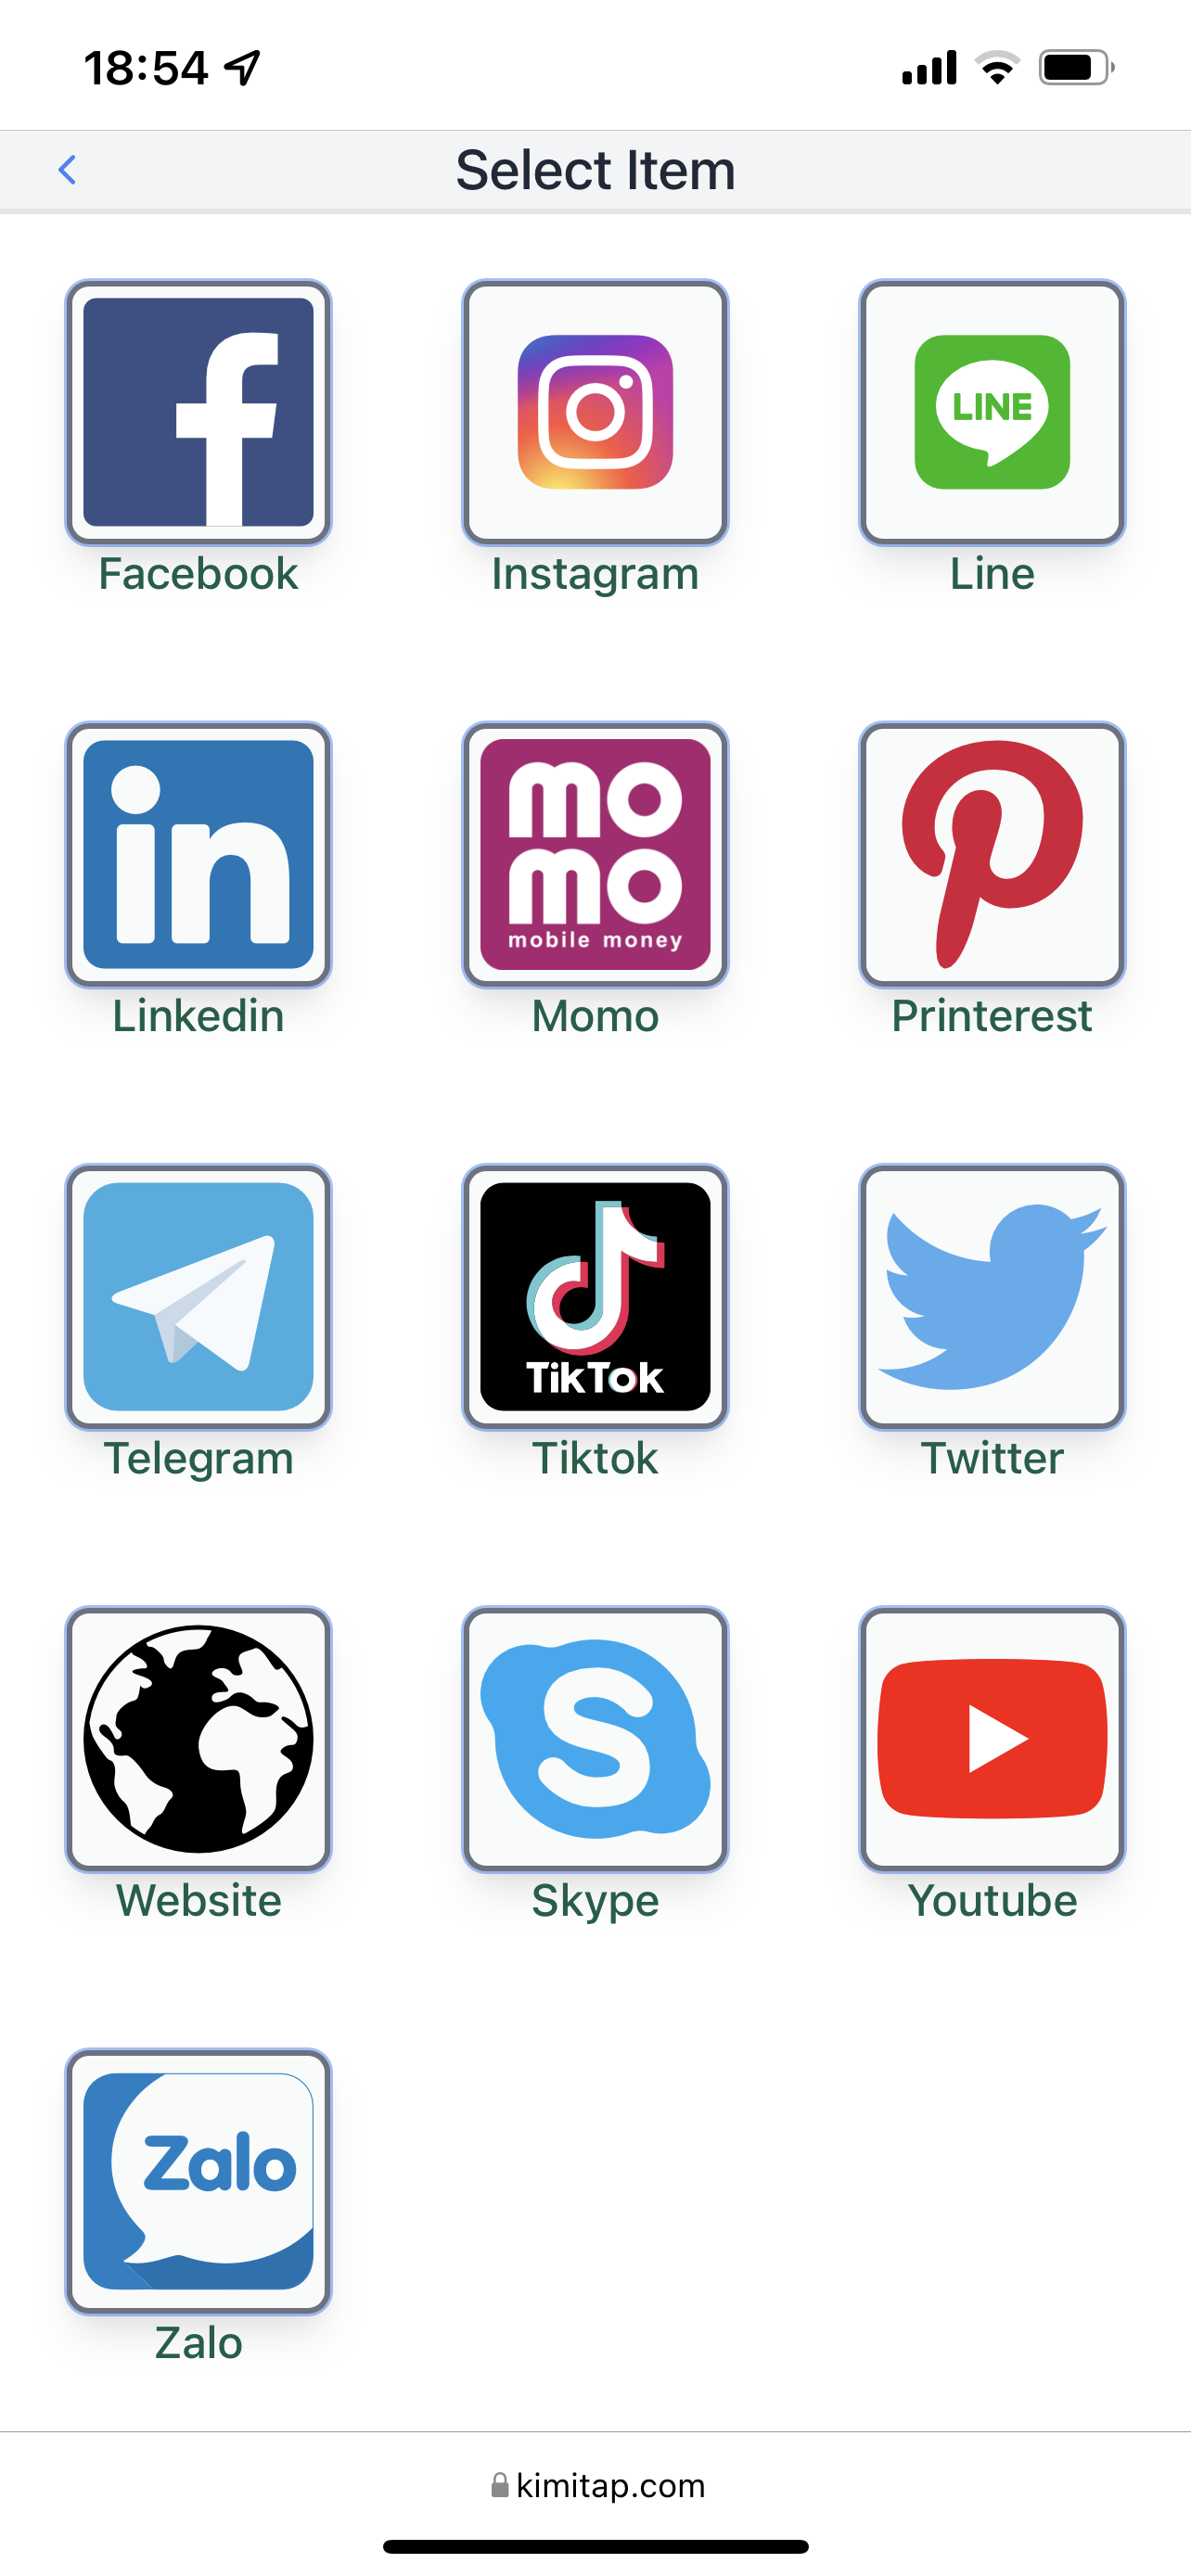 18:54
Select Item
LINE
Facebook Instagram Line
in
mo
mo
mobile money
Linkedin Momo Printerest
TikTok
Telegram Tiktok Twitter
Website Skype Youtube
Zalo
Zalo
kimitap.com